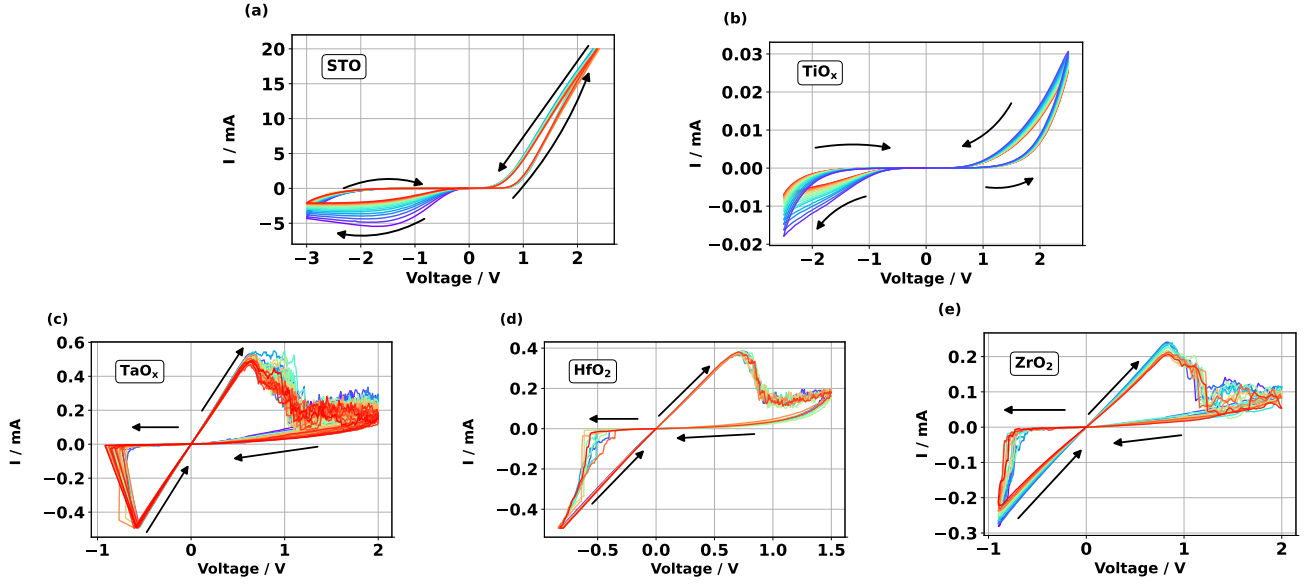 (a)
STO
I / mA
20
15
10
5
0
−5
−3 −2 −1 0 1 2
Voltage / V
(b)
TiOₓ
I / mA
0.03
0.02
0.01
0.00
−0.01
−0.02
−2 −1 0 1 2
Voltage / V
(c)
TaOₓ
I / mA
0.6
0.4
0.2
0.0
−0.2
−0.4
−1 0 1 2
Voltage / V
(d)
HfO₂
I / mA
0.4
0.2
0.0
−0.2
−0.4
−0.5 0.0 0.5 1.0 1.5
Voltage / V
(e)
ZrO₂
I / mA
0.2
0.1
0.0
−0.1
−0.2
−0.3
−1 0 1 2
Voltage / V